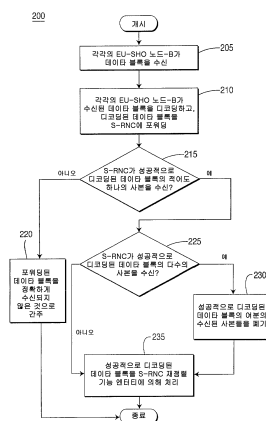 200
개시
205
각각의 EU-SHO 노드-B가
데이타 블록을 수신
210
각각의 EU-SHO 노드-B가
수신된 데이타 블록을 디코딩하고,
디코딩된 데이타 블록을
S-RNC에 포워딩
215
S-RNC가 성공적으로
디코딩된 데이타 블록의 적어도
하나의 사본을 수신?
아니오
예
220
포워딩된
데이타 블록을
정확하게
수신되지
않은 것으로
간주
225
S-RNC가 성공적으로
디코딩된 데이타 블록의 다수의
사본을 수신?
예
아니오
230
성공적으로 디코딩된
데이타 블록의 여분의
수신된 사본들을 폐기
235
성공적으로 디코딩된
데이타 블록을 S-RNC 재정렬
기능 엔티티에 의해 처리
종료